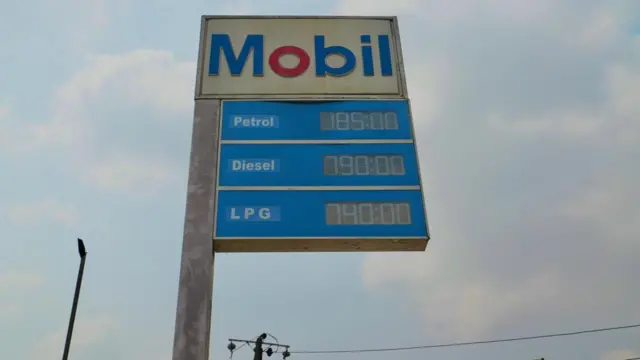 Mobil
Petrol 185:00
Diesel 190:00
LPG 140:00